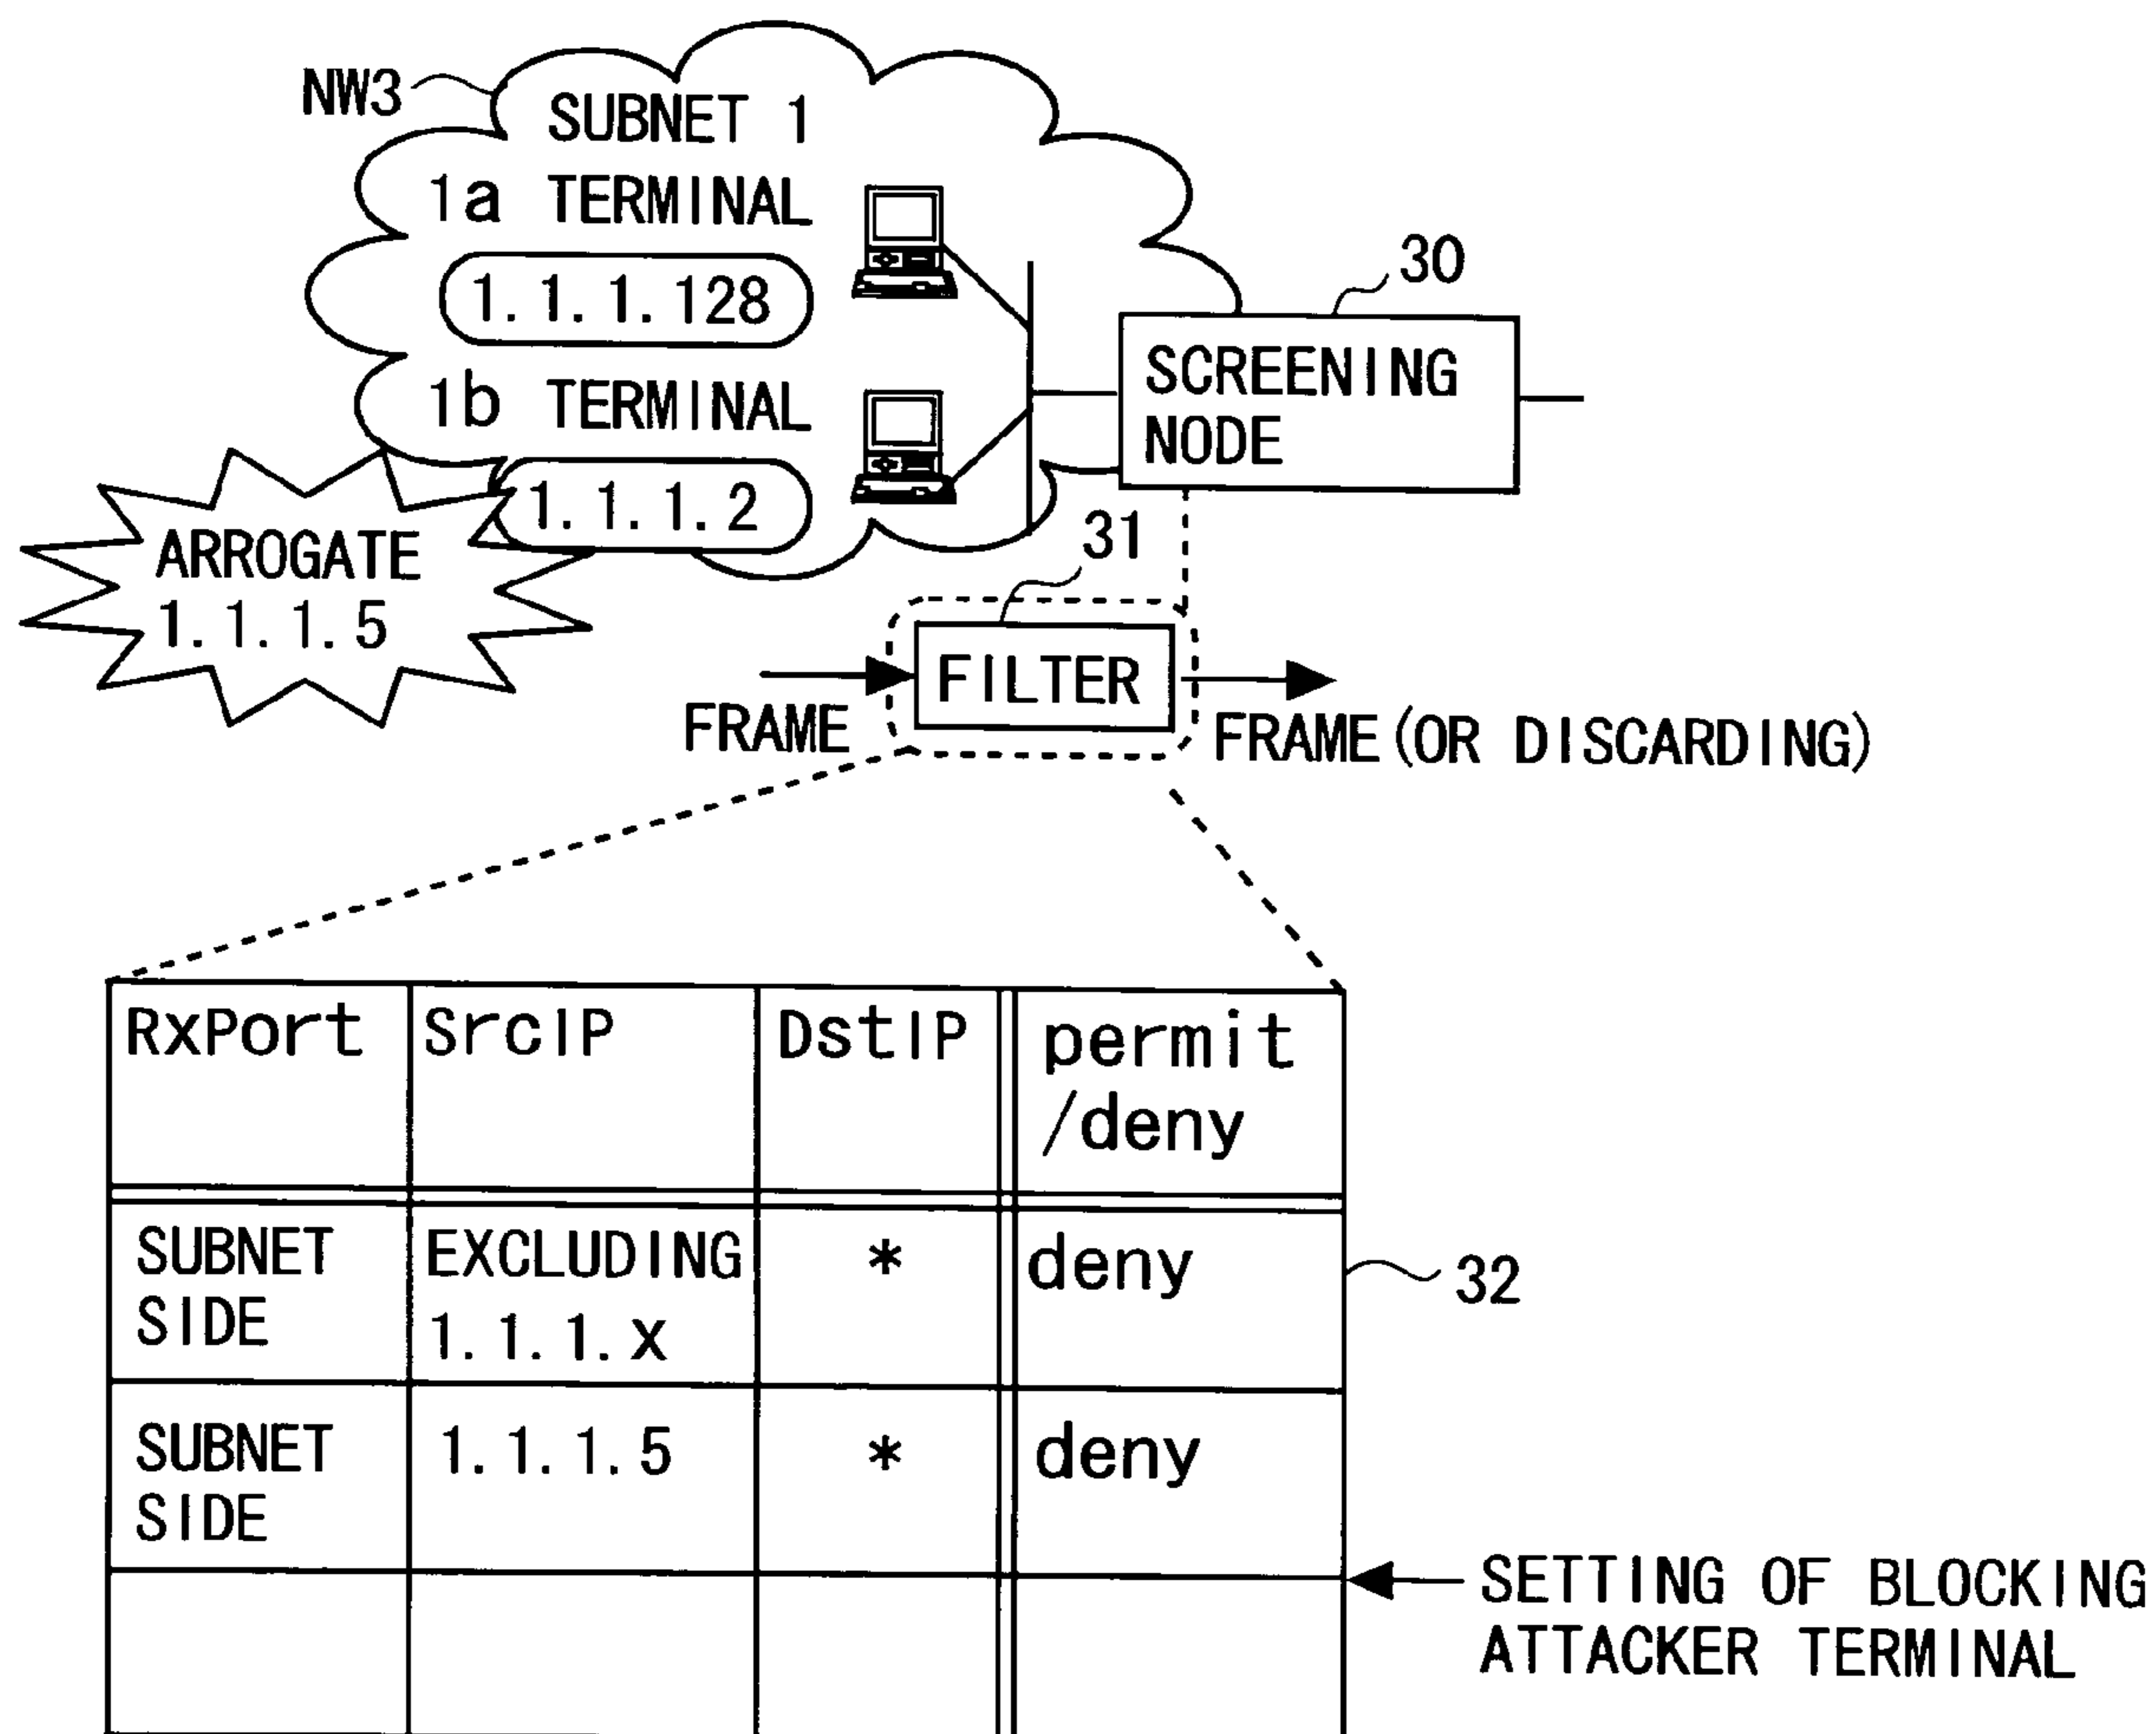 NW3
SUBNET 1
1a TERMINAL
1.1.1.128
1b TERMINAL
1.1.1.2
ARROGATE
1.1.1.5
30
SCREENING
NODE
31
FILTER
FRAME
FRAME(OR DISCARDING)
RxPort SrcIP DstIP permit
/deny
SUBNET EXCLUDING * deny
SIDE 1.1.1.x
32
SUBNET 1.1.1.5 * deny
SIDE
SETTING OF BLOCKING
ATTACKER TERMINAL